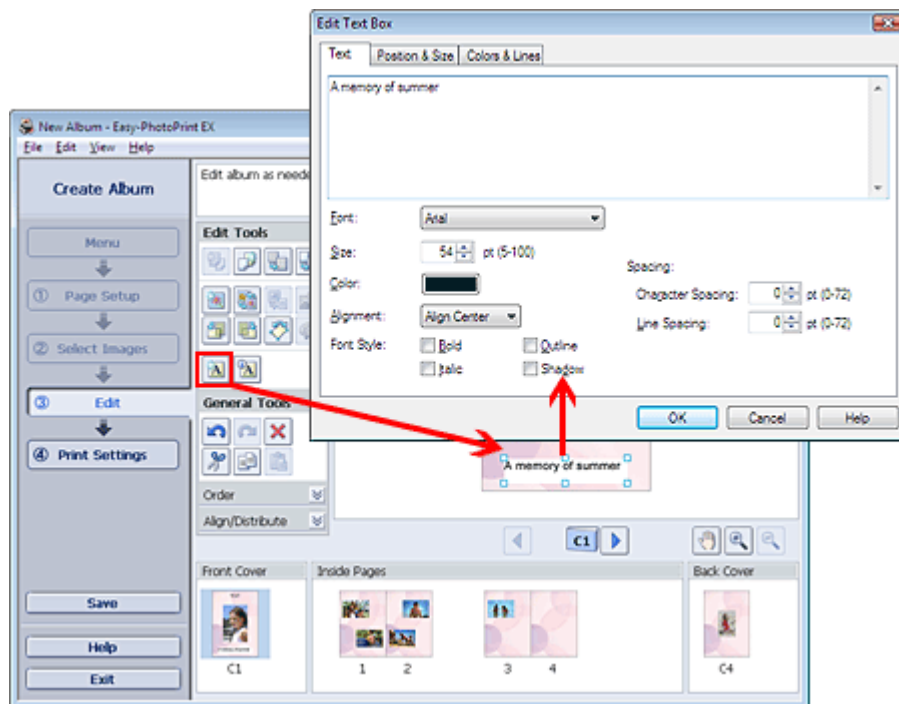 Edit Text Box
Text
Position & Size
Colors & Lines
A memory of summer
Font:
Arial
Size:
54
pt (5-100)
Color:
Alignment:
Align Center
Font Style:
Bold
Outline
Italic
Shadow
Spacing:
Character Spacing:
0
pt (0-72)
Line Spacing:
0
pt (0-72)
OK
Cancel
Help
New Album - Easy-PhotoPrint EX
File Edit View Help
Create Album
Menu
① Page Setup
② Select Images
③ Edit
④ Print Settings
Save
Help
Exit
Edit album as neede
Edit Tools
A
A
General Tools
Order
Align/Distribute
A memory of summer
C1
Front Cover
Inside Pages
Back Cover
C1
1
2
3
4
C4